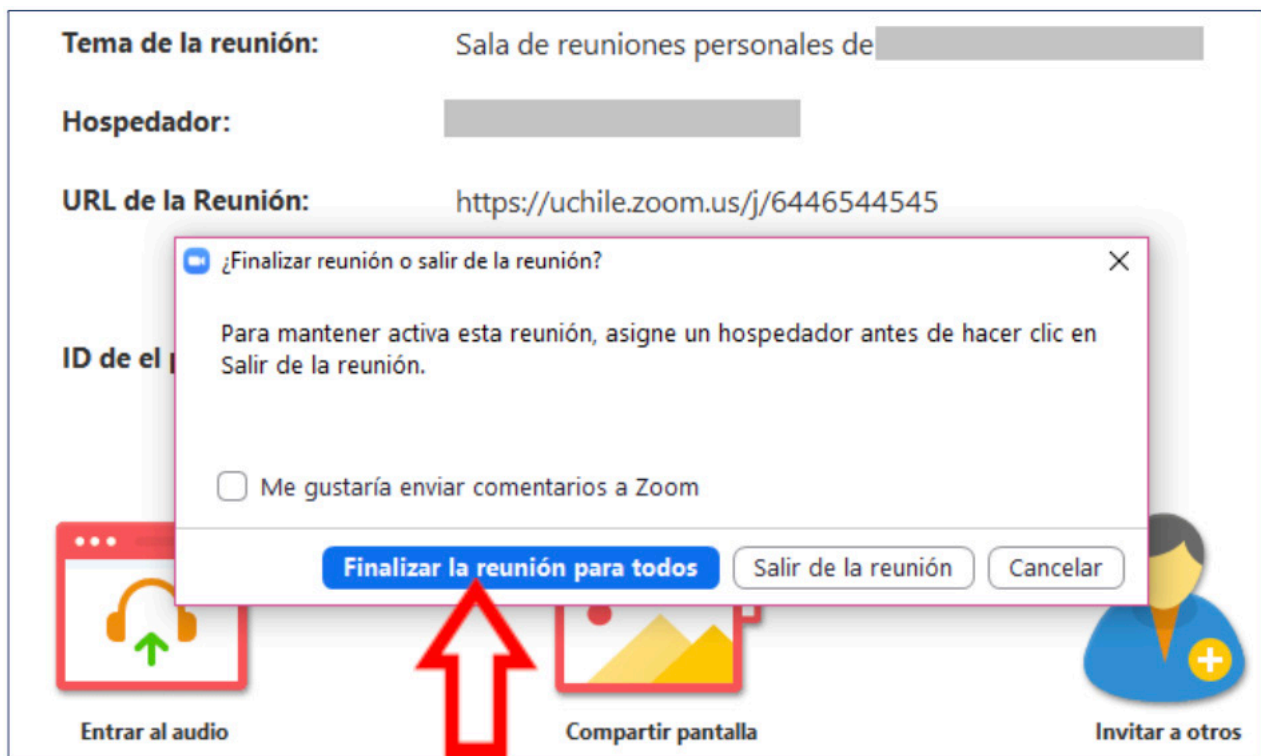 Tema de la reunión: Sala de reuniones personales de
Hospedador:
URL de la Reunión: https://uchile.zoom.us/j/6446544545
¿Finalizar reunión o salir de la reunión?
Para mantener activa esta reunión, asigne un hospedador antes de hacer clic en
Salir de la reunión.
ID de el
Me gustaría enviar comentarios a Zoom
Finalizar la reunión para todos Salir de la reunión Cancelar
Entrar al audio Compartir pantalla Invitar a otros